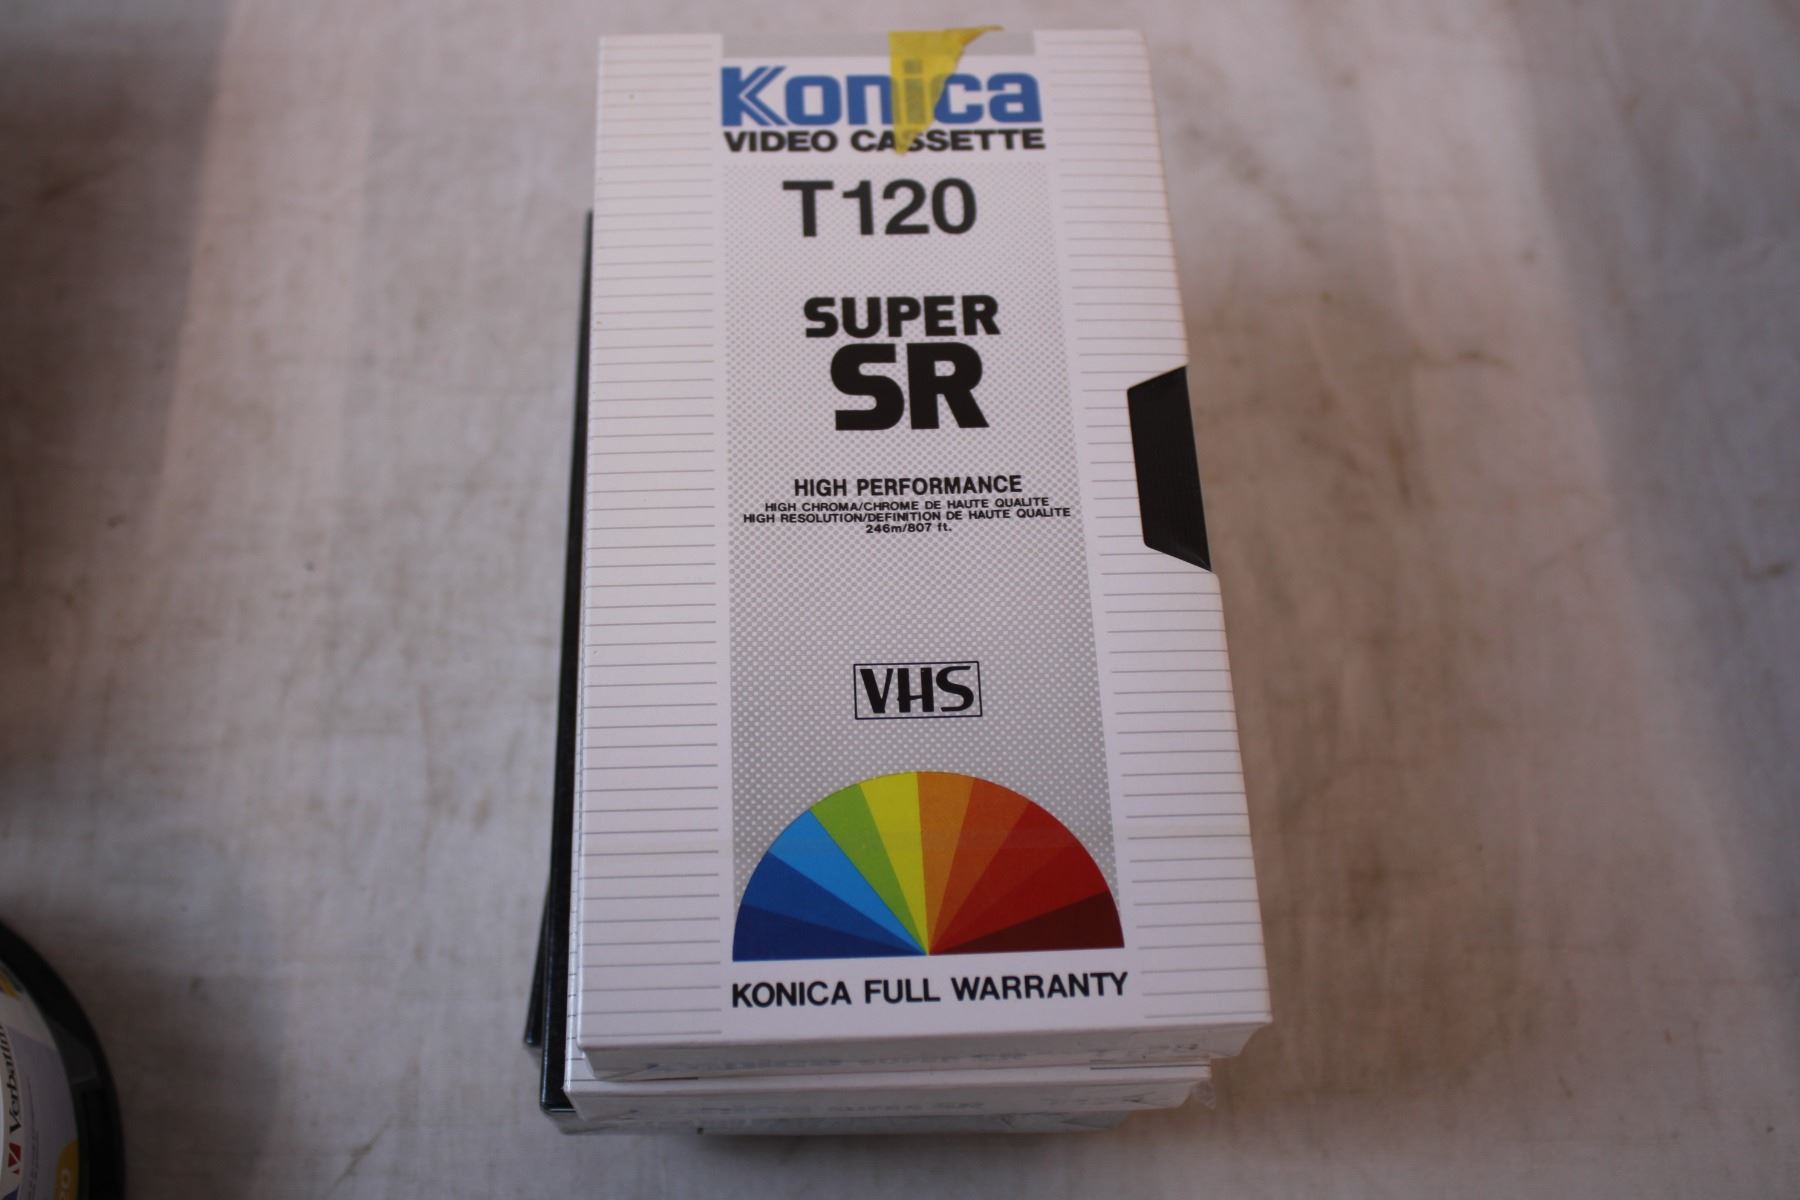 Konica
VIDEO CASSETTE
T120
SUPER
SR
HIGH PERFORMANCE
HIGH CHROMA/CHROME DE HAUTE QUALITE
HIGH RESOLUTION/DEFINITION DE HAUTE QUALITE
246m/807 ft.
VHS
KONICA FULL WARRANTY
Verbatim